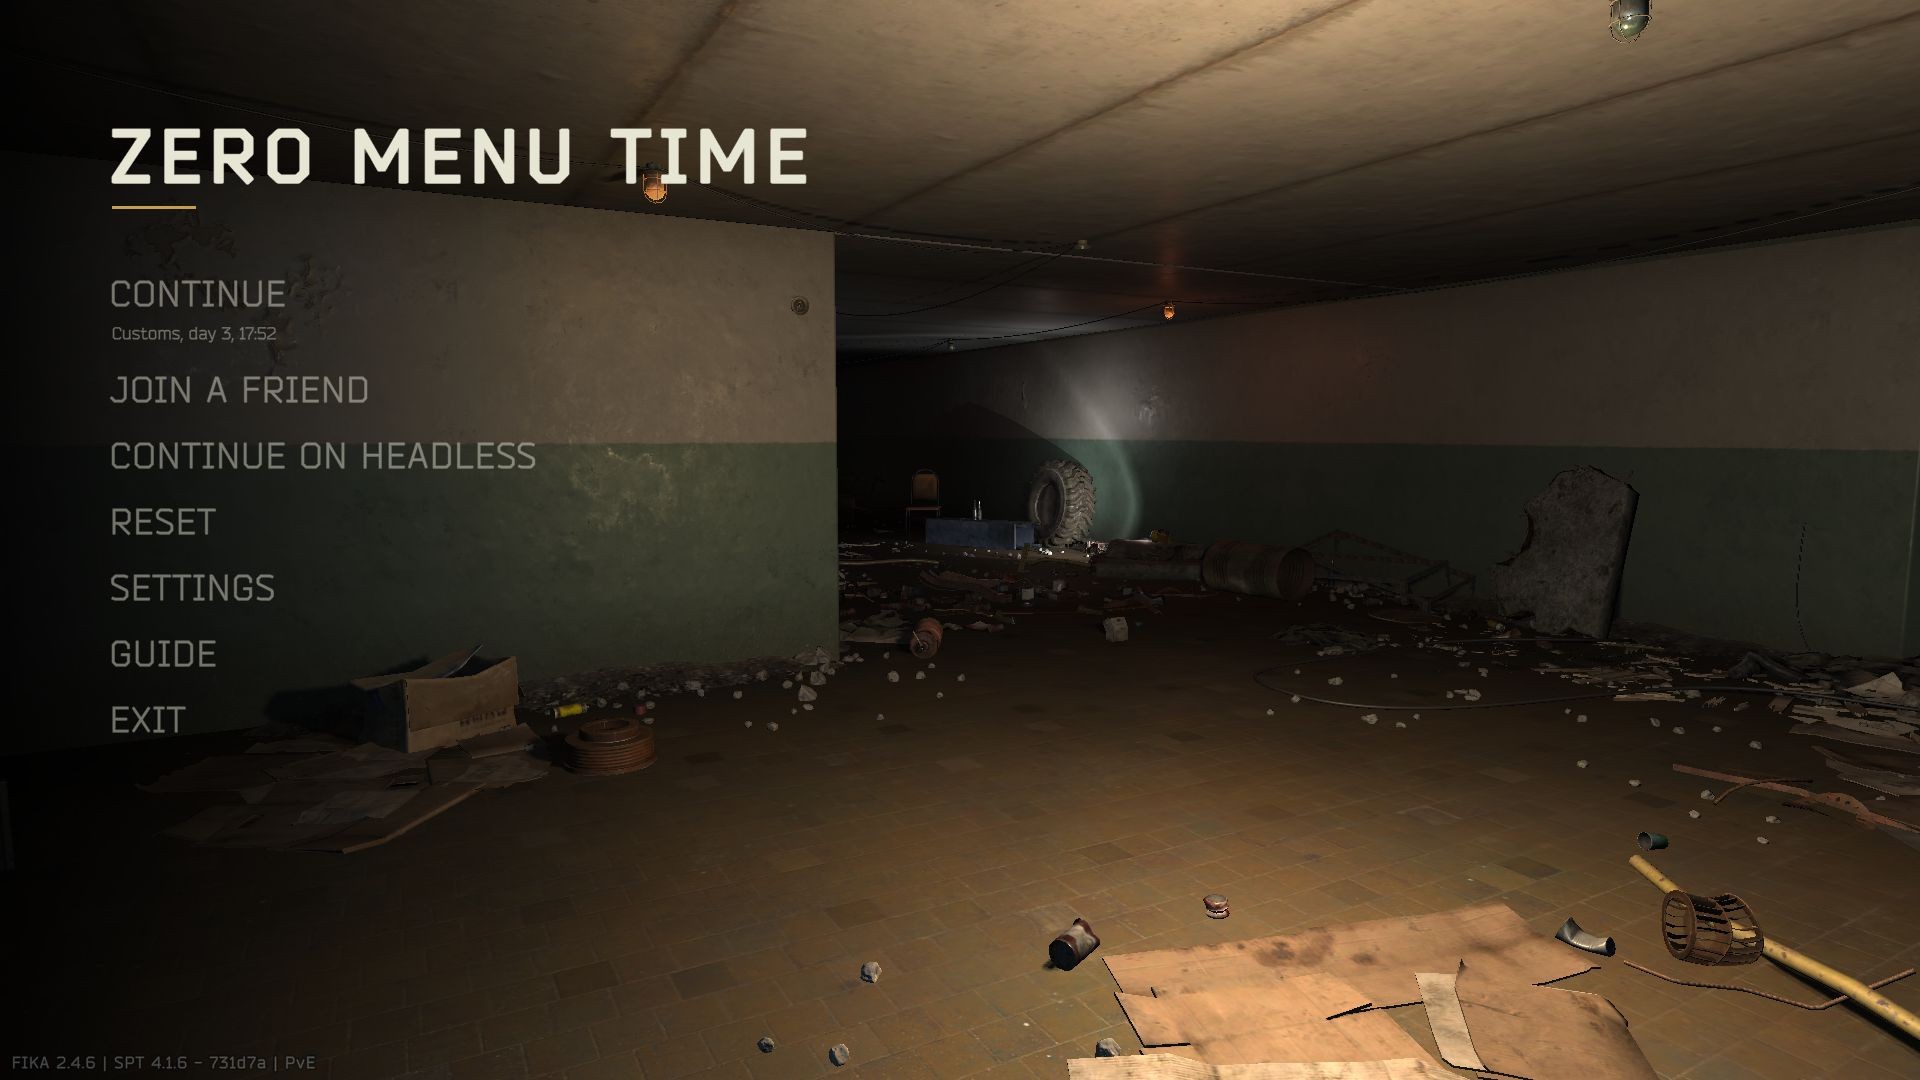 ZERO MENU TIME
CONTINUE
Customs, day 3, 17:52
JOIN A FRIEND
CONTINUE ON HEADLESS
RESET
SETTINGS
GUIDE
EXIT
FIKA 2.4.6 | SPT 4.1.6 - 731d7a | PvE